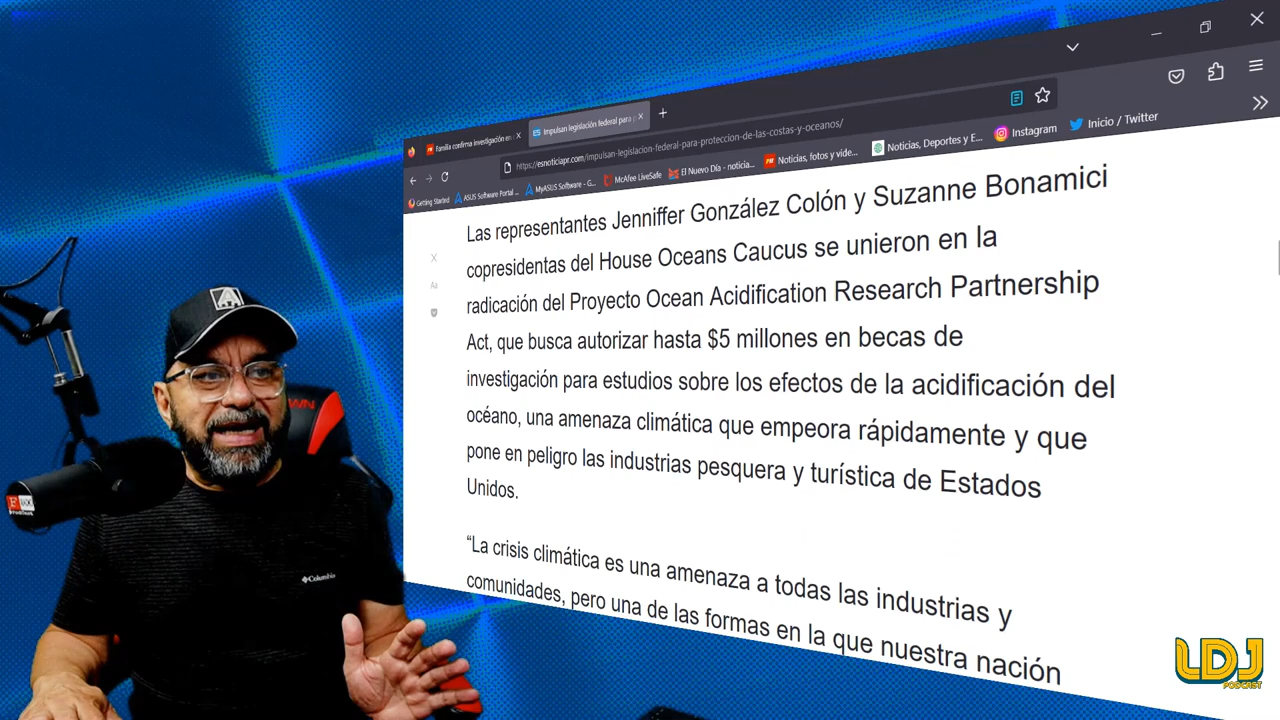 Familia confirma investigación en
Impulsan legislación federal para
https://esnoticiapr.com/impulsan-legislacion-federal-para-proteccion-de-las-costas-y-oceanos/
Getting Started
ASUS Software Portal ...
MyASUS Software - G...
McAfee LiveSafe
El Nuevo Día - noticia...
Noticias, fotos y vide...
Noticias, Deportes y E...
Instagram
Inicio / Twitter
Las representantes Jenniffer González Colón y Suzanne Bonamici
copresidentas del House Oceans Caucus se unieron en la
radicación del Proyecto Ocean Acidification Research Partnership
Act, que busca autorizar hasta $5 millones en becas de
investigación para estudios sobre los efectos de la acidificación del
océano, una amenaza climática que empeora rápidamente y que
pone en peligro las industrias pesquera y turística de Estados
Unidos.
“La crisis climática es una amenaza a todas las industrias y
comunidades, pero una de las formas en la que nuestra nación
Aa
Columbia
LDJ
PODCAST